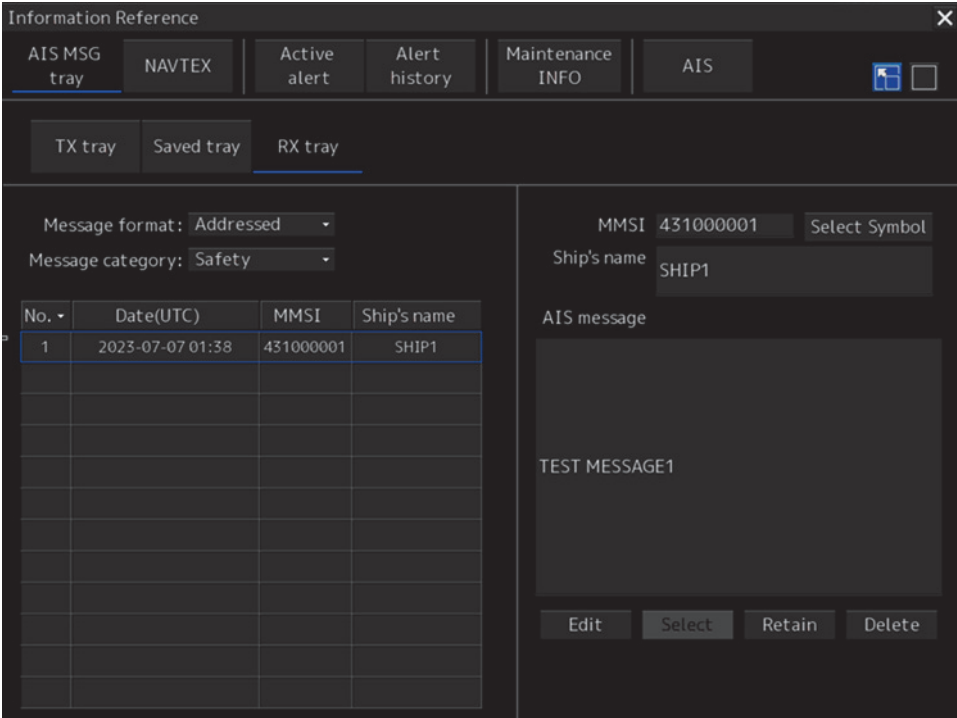 Information Reference
AIS MSG tray
NAVTEX
Active alert
Alert history
Maintenance INFO
AIS
TX tray
Saved tray
RX tray
Message format: Addressed
Message category: Safety
No. Date(UTC) MMSI Ship's name
1 2023-07-07 01:38 431000001 SHIP1
MMSI 431000001 Select Symbol
Ship's name SHIP1
AIS message
TEST MESSAGE1
Edit Select Retain Delete